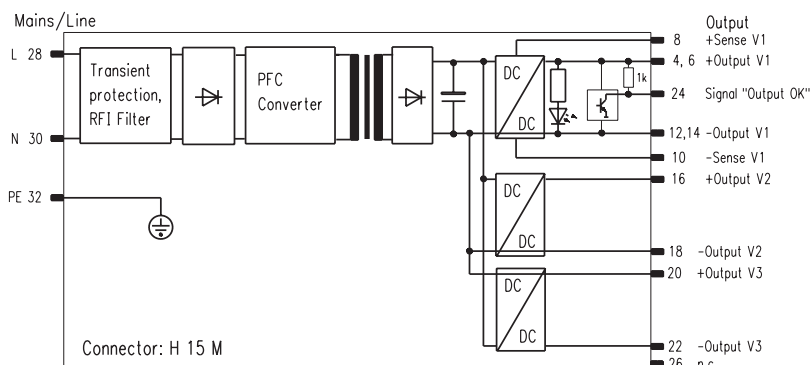 Mains/Line
Output
8 +Sense V1
L 28
4, 6 +Output V1
Transient
protection,
RFI Filter
PFC
Converter
DC
DC
1k
24 Signal "Output OK"
N 30
12,14 -Output V1
10 -Sense V1
16 +Output V2
PE 32
DC
DC
18 -Output V2
20 +Output V3
DC
DC
22 -Output V3
Connector: H 15 M
26 n.c.